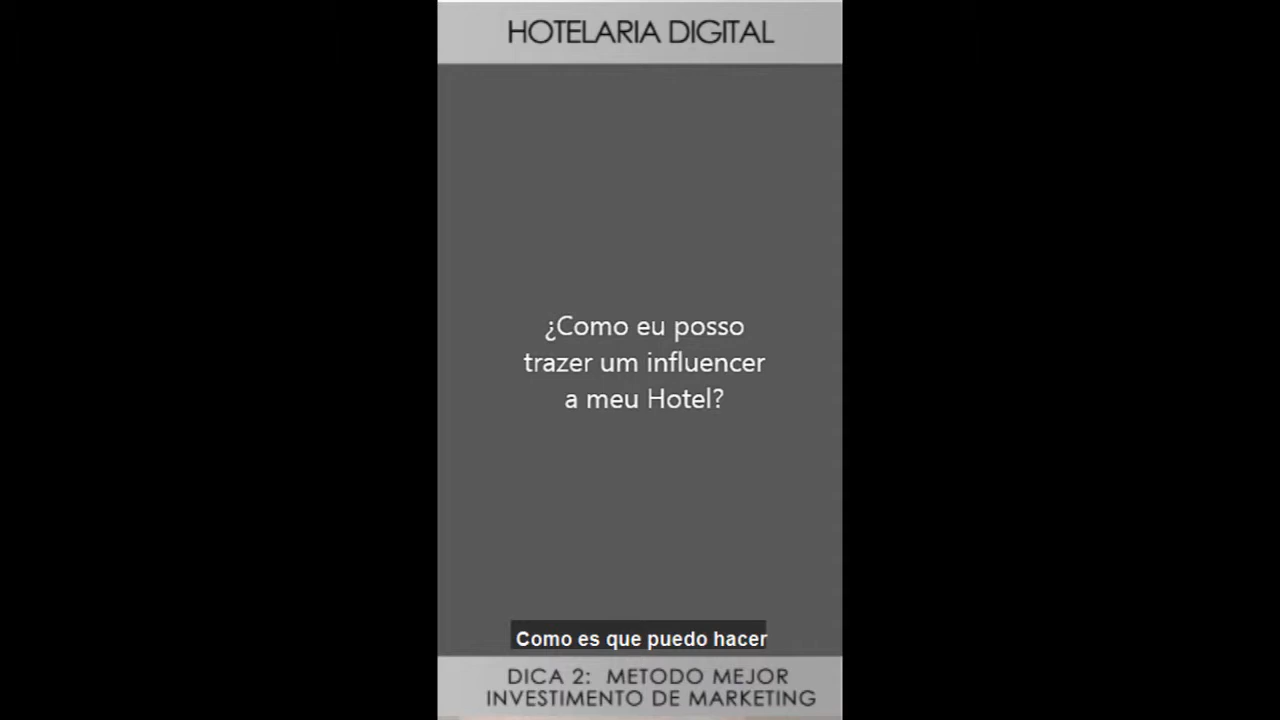 HOTELARIA DIGITAL
¿Como eu posso
trazer um influencer
a meu Hotel?
Como es que puedo hacer
DICA 2: METODO MEJOR
INVESTIMENTO DE MARKETING